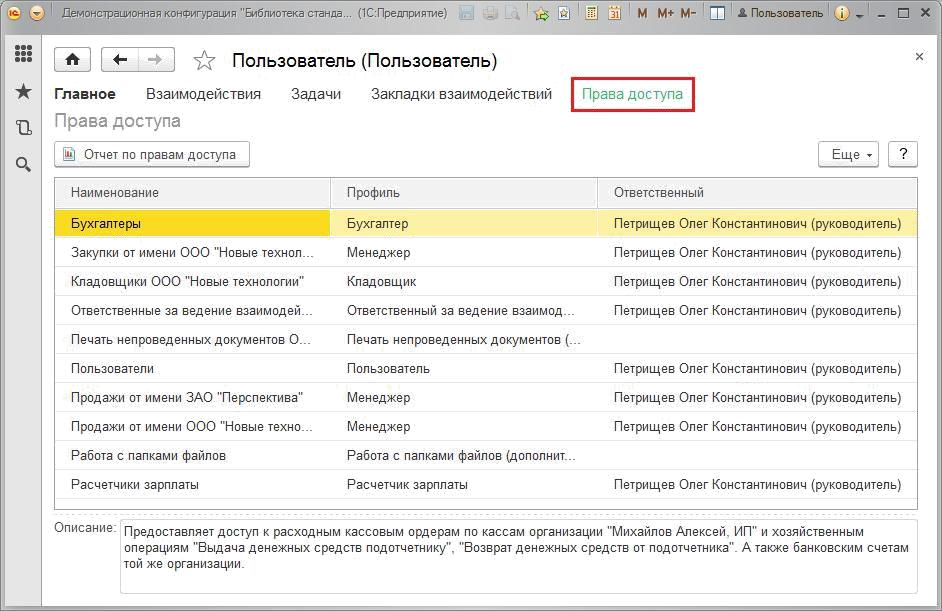 Демонстрационная конфигурация "Библиотека станда... (1С:Предприятие) M M+ M- Пользователь
Пользователь (Пользователь)
Главное Взаимодействия Задачи Закладки взаимодействий Права доступа
Права доступа
Отчет по правам доступа Еще ?
Наименование Профиль Ответственный
Бухгалтеры Бухгалтер Петрищев Олег Константинович (руководитель)
Закупки от имени ООО "Новые технол... Менеджер Петрищев Олег Константинович (руководитель)
Кладовщики ООО "Новые технологии" Кладовщик Петрищев Олег Константинович (руководитель)
Ответственные за ведение взаимодей... Ответственный за ведение взаимод... Петрищев Олег Константинович (руководитель)
Печать непроведенных документов О... Печать непроведенных документов (...
Пользователи Пользователь Петрищев Олег Константинович (руководитель)
Продажи от имени ЗАО "Перспектива" Менеджер Петрищев Олег Константинович (руководитель)
Продажи от имени ООО "Новые техно... Менеджер Петрищев Олег Константинович (руководитель)
Работа с папками файлов Работа с папками файлов (дополнит...
Расчетчики зарплаты Расчетчик зарплаты Петрищев Олег Константинович (руководитель)
Описание: Предоставляет доступ к расходным кассовым ордерам по кассам организации "Михайлов Алексей, ИП" и хозяйственным
операциям "Выдача денежных средств подотчетнику", "Возврат денежных средств от подотчетника". А также банковским счетам
той же организации.